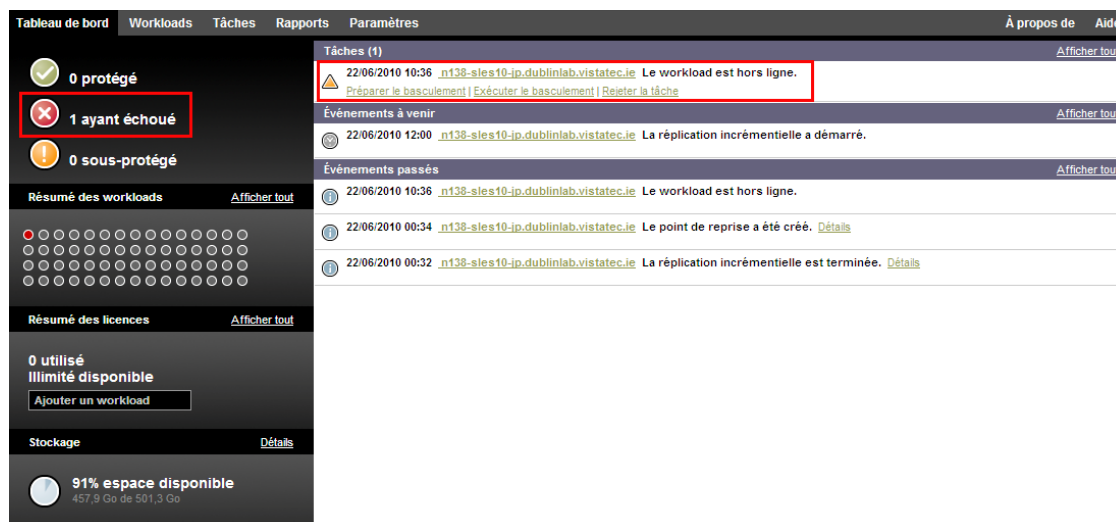 Tableau de bord Workloads Tâches Rapports Paramètres À propos de Aide
0 protégé
1 ayant échoué
0 sous-protégé
Résumé des workloads Afficher tout
Résumé des licences Afficher tout
0 utilisé
Illimité disponible
Ajouter un workload
Stockage Détails
91% espace disponible
457,9 Go de 501,3 Go
Tâches (1) Afficher tout
22/06/2010 10:36 n138-sles10-jp.dublinlab.vistatec.ie Le workload est hors ligne.
Préparer le basculement | Exécuter le basculement | Rejeter la tâche
Événements à venir Afficher tout
22/06/2010 12:00 n138-sles10-jp.dublinlab.vistatec.ie La réplication incrémentielle a démarré.
Évènements passés Afficher tout
22/06/2010 10:36 n138-sles10-jp.dublinlab.vistatec.ie Le workload est hors ligne.
22/06/2010 00:34 n138-sles10-jp.dublinlab.vistatec.ie Le point de reprise a été créé. Détails
22/06/2010 00:32 n138-sles10-jp.dublinlab.vistatec.ie La réplication incrémentielle est terminée. Détails